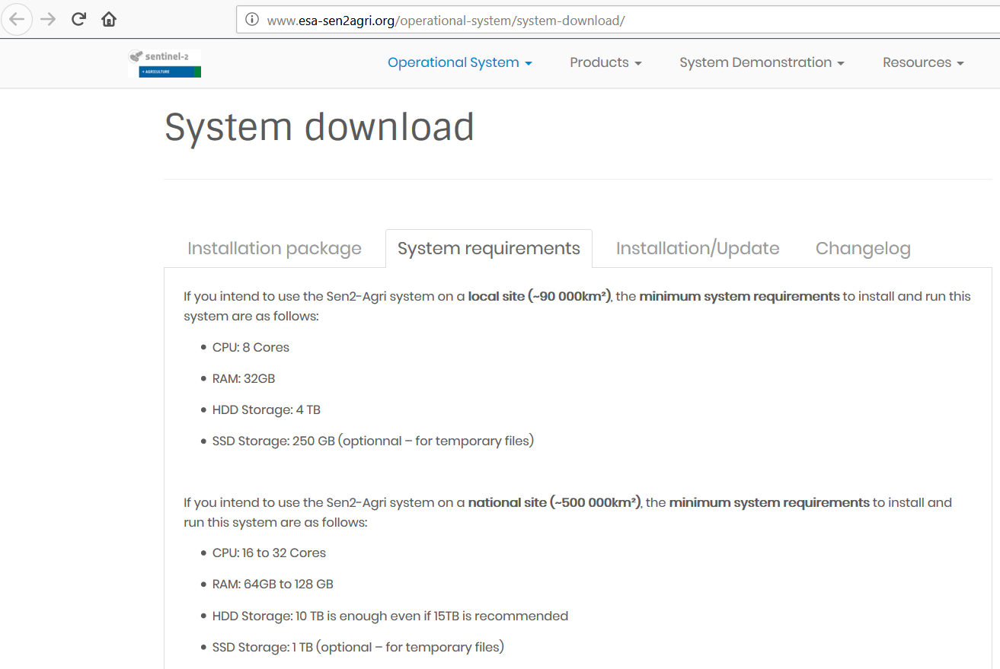 www.esa-sen2agri.org/operational-system/system-download/
sentinel-2
+ AGRICULTURE
Operational System
Products
System Demonstration
Resources
System download
Installation package
System requirements
Installation/Update
Changelog
If you intend to use the Sen2-Agri system on a local site (~90 000km²), the minimum system requirements to install and run this
system are as follows:
• CPU: 8 Cores
• RAM: 32GB
• HDD Storage: 4 TB
• SSD Storage: 250 GB (optionnal – for temporary files)
If you intend to use the Sen2-Agri system on a national site (~500 000km²), the minimum system requirements to install and
run this system are as follows:
• CPU: 16 to 32 Cores
• RAM: 64GB to 128 GB
• HDD Storage: 10 TB is enough even if 15TB is recommended
• SSD Storage: 1 TB (optional – for temporary files)